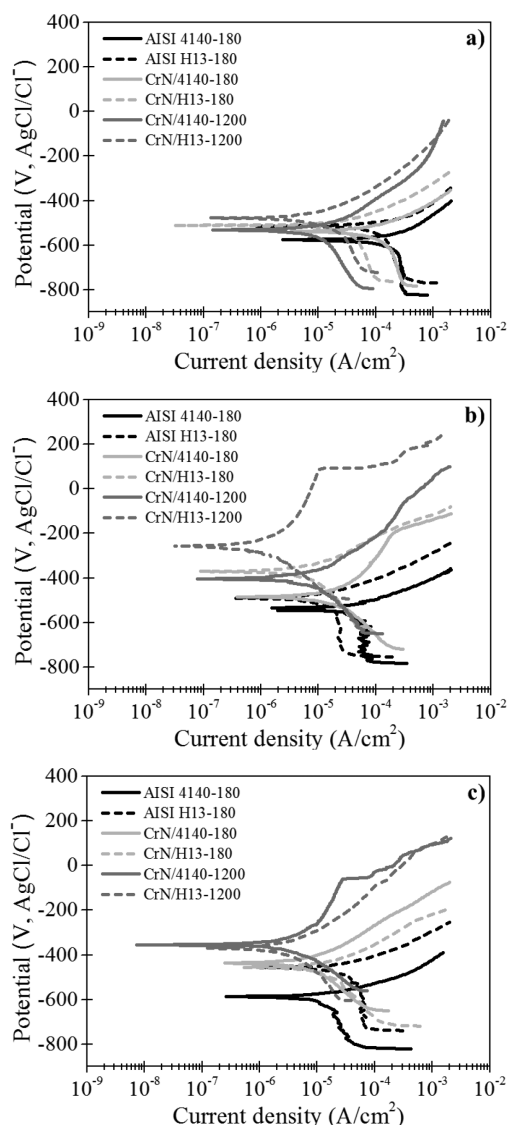 a)
400
AISI 4140-180
AISI H13-180
200
CrN/4140-180
CrN/H13-180
0
CrN/4140-1200
CrN/H13-1200
-200
-400
-600
-800
Potential (V, AgCl/Cl⁻)
10⁻⁹ 10⁻⁸ 10⁻⁷ 10⁻⁶ 10⁻⁵ 10⁻⁴ 10⁻³ 10⁻²
Current density (A/cm²)
b)
400
AISI 4140-180
AISI H13-180
200
CrN/4140-180
CrN/H13-180
0
CrN/4140-1200
CrN/H13-1200
-200
-400
-600
-800
Potential (V, AgCl/Cl⁻)
10⁻⁹ 10⁻⁸ 10⁻⁷ 10⁻⁶ 10⁻⁵ 10⁻⁴ 10⁻³ 10⁻²
Current density (A/cm²)
c)
400
AISI 4140-180
AISI H13-180
200
CrN/4140-180
CrN/H13-180
0
CrN/4140-1200
CrN/H13-1200
-200
-400
-600
-800
Potential (V, AgCl/Cl⁻)
10⁻⁹ 10⁻⁸ 10⁻⁷ 10⁻⁶ 10⁻⁵ 10⁻⁴ 10⁻³ 10⁻²
Current density (A/cm²)